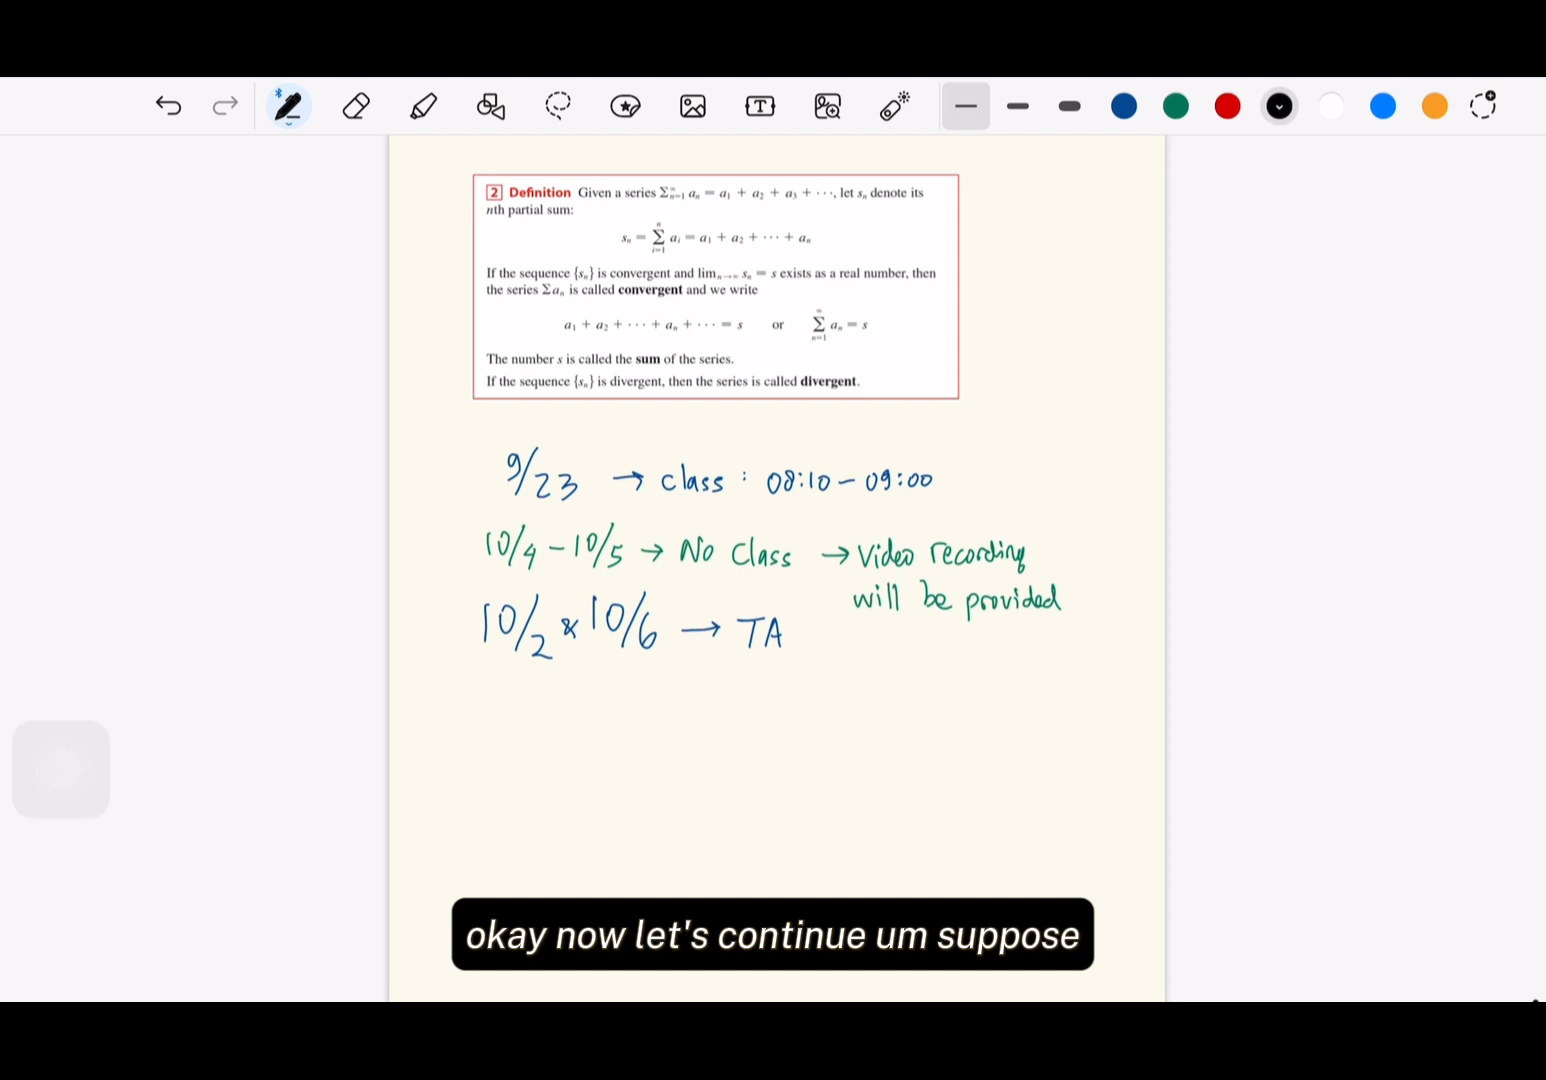 2 Definition Given a series Σ∞n=1 an = a1 + a2 + a3 + ···, let sn denote its
nth partial sum:
sn = Σni=1 ai = a1 + a2 + ··· + an
If the sequence {sn} is convergent and limn→∞ sn = s exists as a real number, then
the series Σan is called convergent and we write
a1 + a2 + ··· + an + ··· = s or Σ∞n=1 an = s
The number s is called the sum of the series.
If the sequence {sn} is divergent, then the series is called divergent.
9/23 → class : 08:10 – 09:00
10/4 – 10/5 → No Class → Video recording
will be provided
10/2 & 10/6 → TA
okay now let's continue um suppose